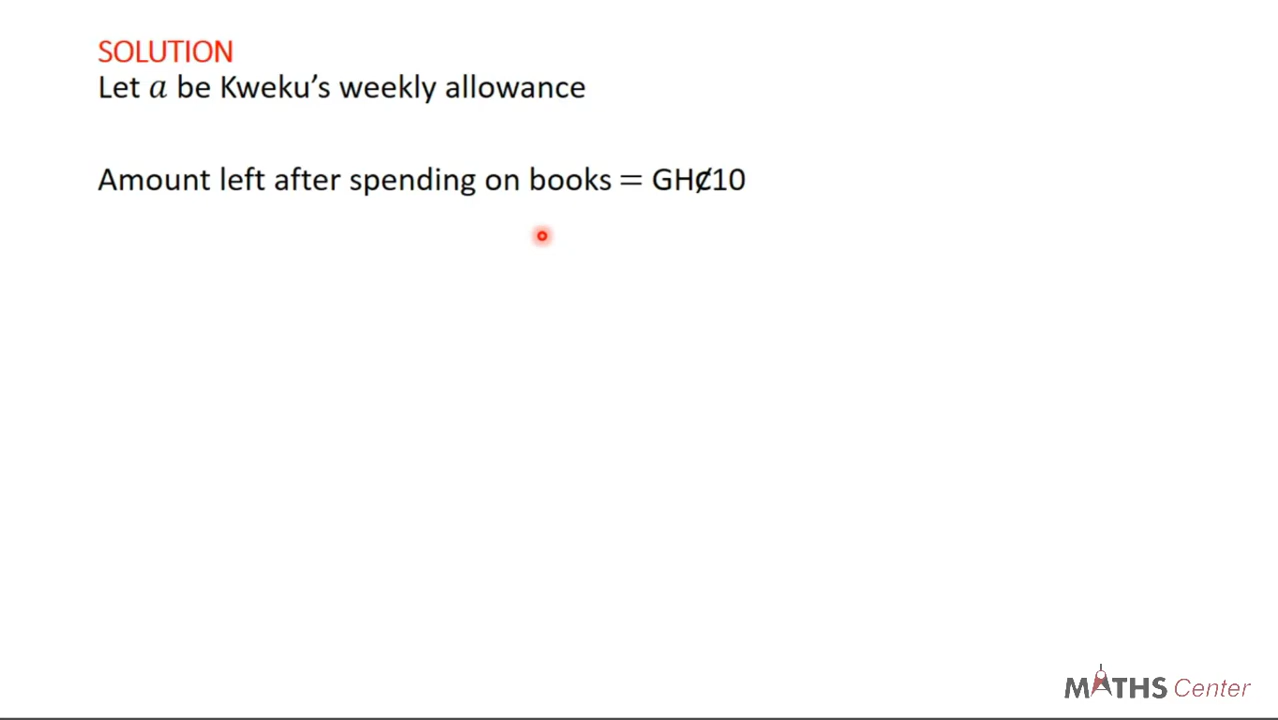 SOLUTION
Let a be Kweku’s weekly allowance
Amount left after spending on books = GH₵10
MATHS Center